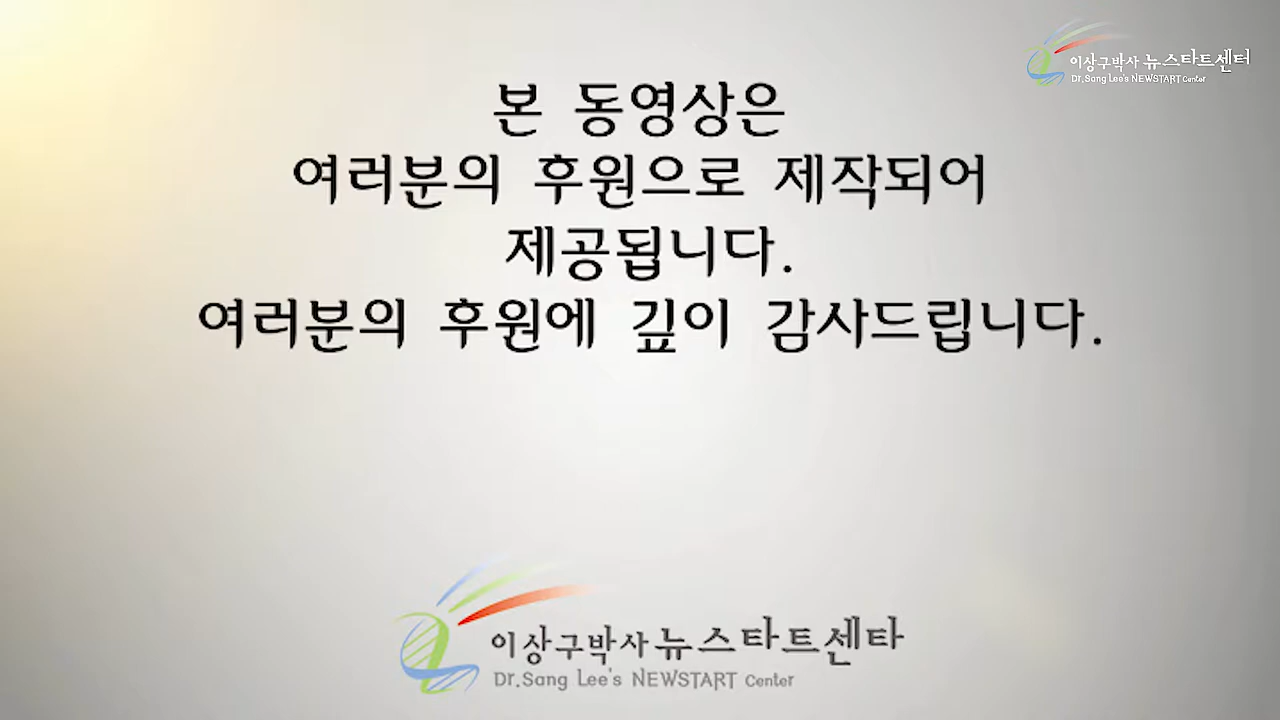 이상구박사 뉴스타트센터
Dr.Sang Lee's NEWSTART Center
본 동영상은
여러분의 후원으로 제작되어
제공됩니다.
여러분의 후원에 깊이 감사드립니다.
이상구박사 뉴스타트센타
Dr.Sang Lee's NEWSTART Center